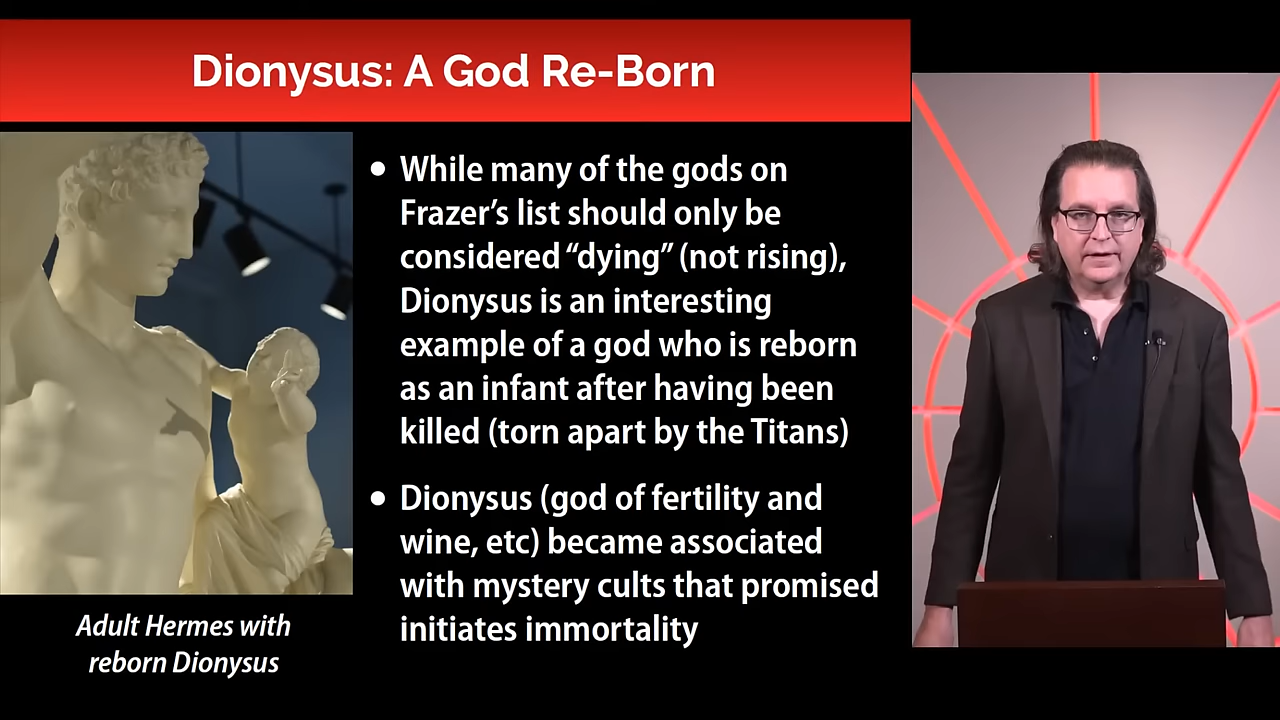 Dionysus: A God Re-Born
• While many of the gods on
Frazer's list should only be
considered “dying” (not rising),
Dionysus is an interesting
example of a god who is reborn
as an infant after having been
killed (torn apart by the Titans)
• Dionysus (god of fertility and
wine, etc) became associated
with mystery cults that promised
initiates immortality
Adult Hermes with
reborn Dionysus